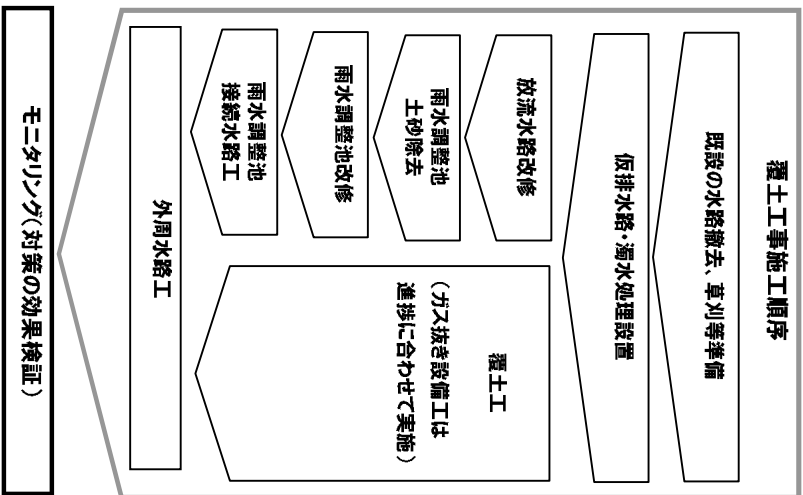 覆土工事施工順序
既設の水路撤去、草刈等準備
仮排水路・濁水処理設置
放流水路改修
雨水調整池
土砂除去
雨水調整池改修
雨水調整池
接続水路工
覆土工
（ガス抜き設備工は
進捗に合わせて実施）
外周水路工
モニタリング（対策の効果検証）